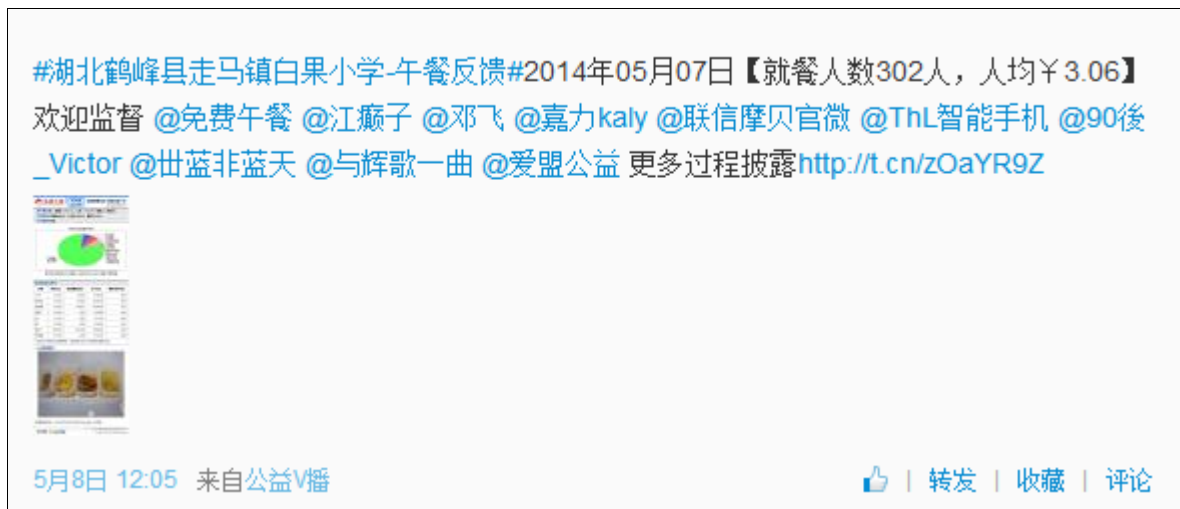 #湖北鹤峰县走马镇白果小学-午餐反馈#2014年05月07日【就餐人数302人，人均￥3.06】
欢迎监督 @免费午餐 @江癫子 @邓飞 @嘉力kaly @联信摩贝官微 @ThL智能手机 @90後
_Victor @世蓝非蓝天 @与辉歌一曲 @爱盟公益 更多过程披露http://t.cn/zOaYR9Z
5月8日 12:05 来自公益V播
转发 | 收藏 | 评论